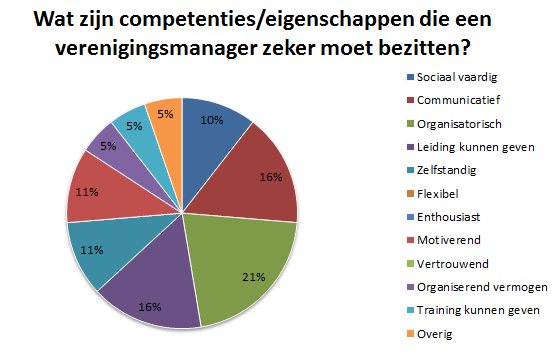 Wat zijn competenties/eigenschappen die een
verenigingsmanager zeker moet bezitten?
Sociaal vaardig
Communicatief
Organisatorisch
Leiding kunnen geven
Zelfstandig
Flexibel
Enthousiast
Motiverend
Vertrouwend
Organiserend vermogen
Training kunnen geven
Overig
10%
16%
21%
16%
11%
11%
5%
5%
5%